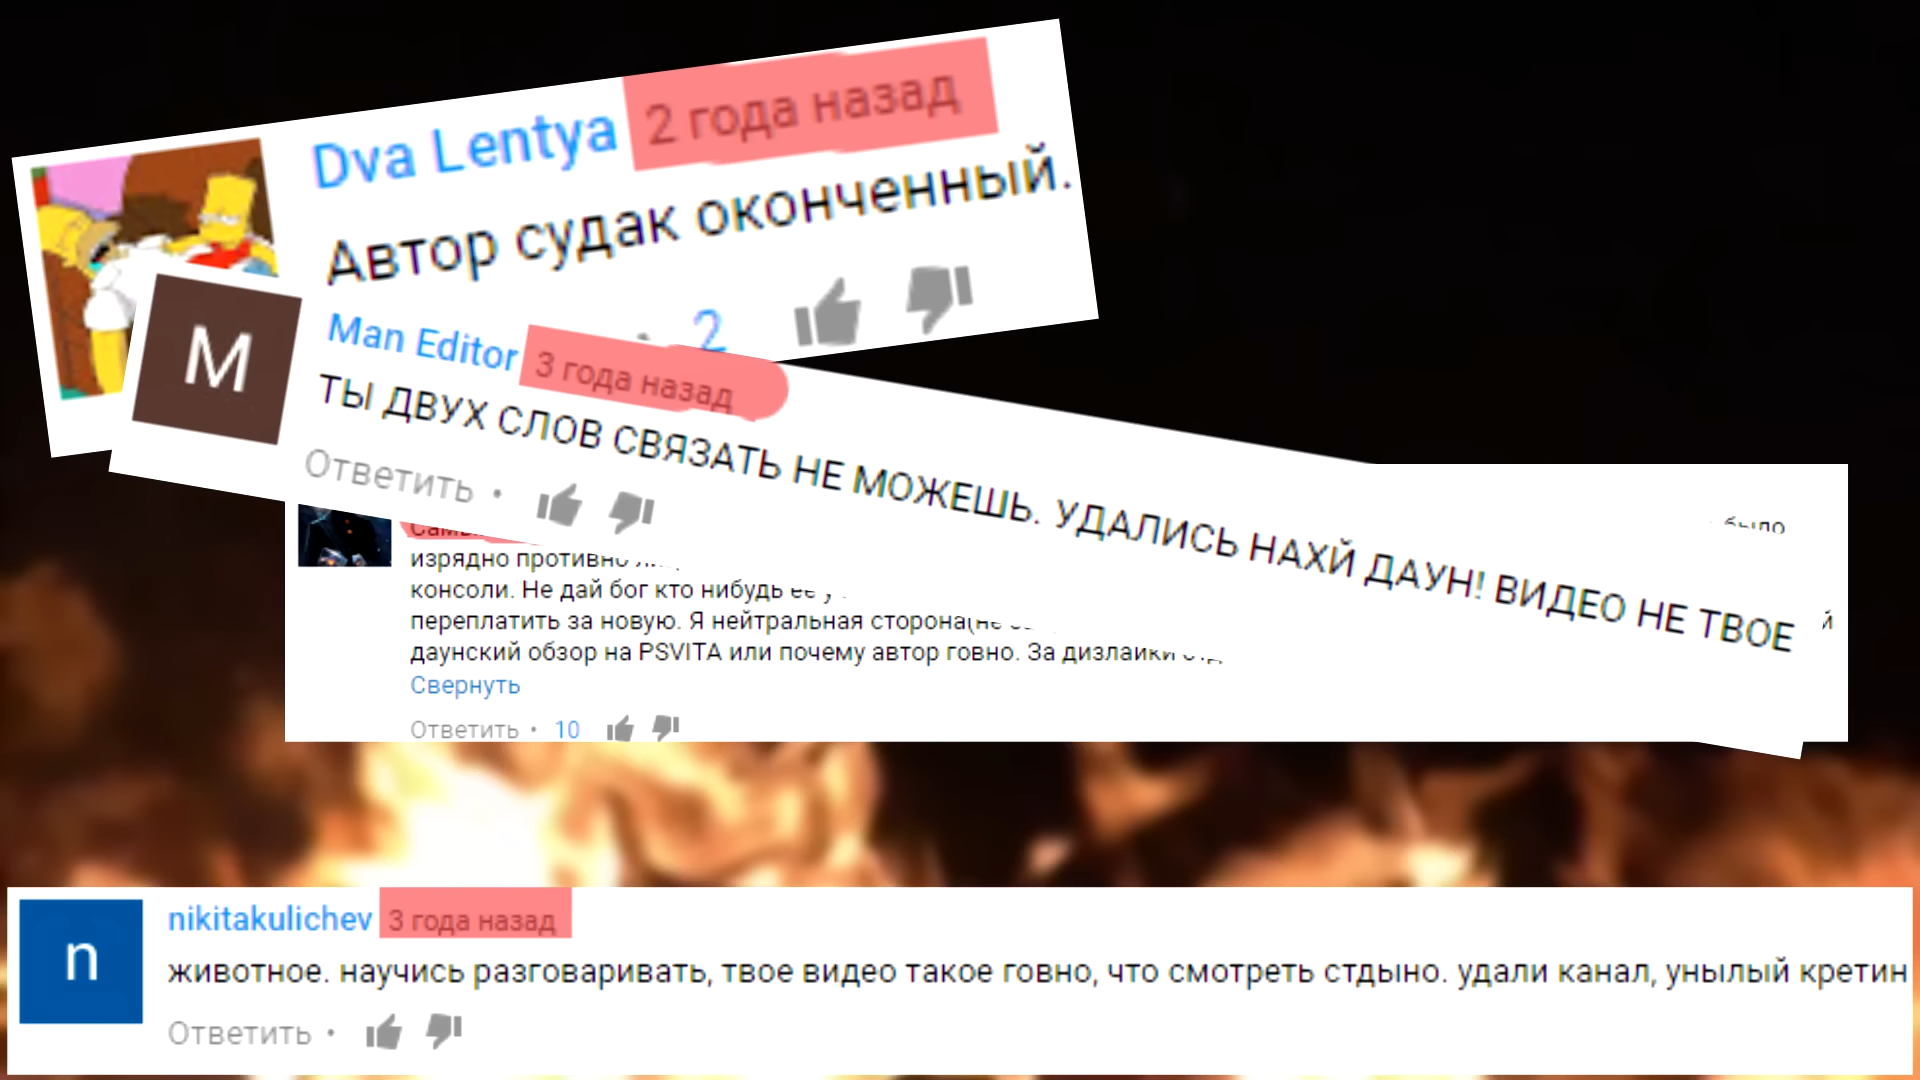 Dva Lentya 2 года назад
Автор судак оконченный.
2
M
Man Editor 3 года назад
ТЫ ДВУХ СЛОВ СВЯЗАТЬ НЕ МОЖЕШЬ. УДАЛИСЬ НАХЙ ДАУН! ВИДЕО НЕ ТВОЕ
Ответить •
было
изрядно противно
консоли. Не дай бог кто нибудь ее
переплатить за новую. Я нейтральная сторона(не
даунский обзор на PSVITA или почему автор говно. За дизлайки
Свернуть
Ответить • 10
n
nikitakulichev 3 года назад
животное. научись разговаривать, твое видео такое говно, что смотреть стдыно. удали канал, унылый кретин
Ответить •